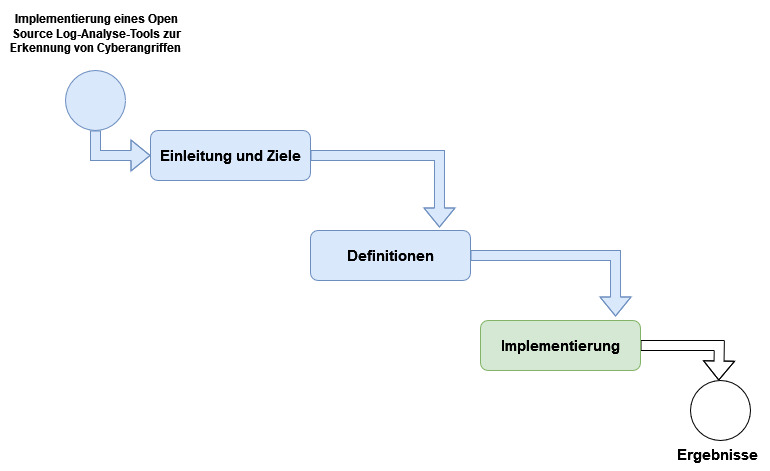 Implementierung eines Open
Source Log-Analyse-Tools zur
Erkennung von Cyberangriffen
Einleitung und Ziele
Definitionen
Implementierung
Ergebnisse